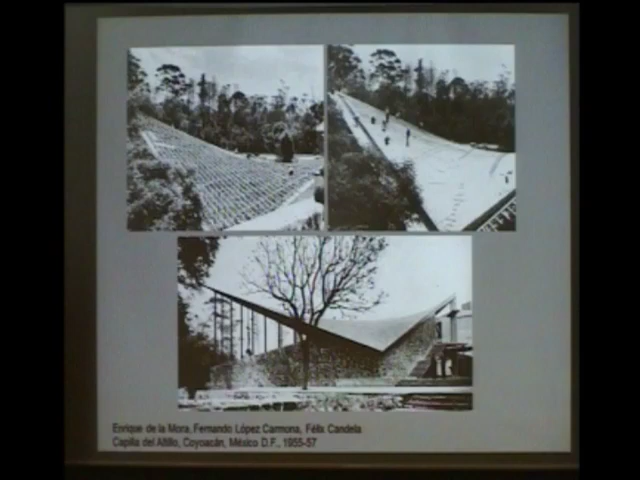 Enrique de la Mora, Fernando López Carmona, Félix Candela
Capilla del Altillo, Coyoacán, México D.F., 1955-57